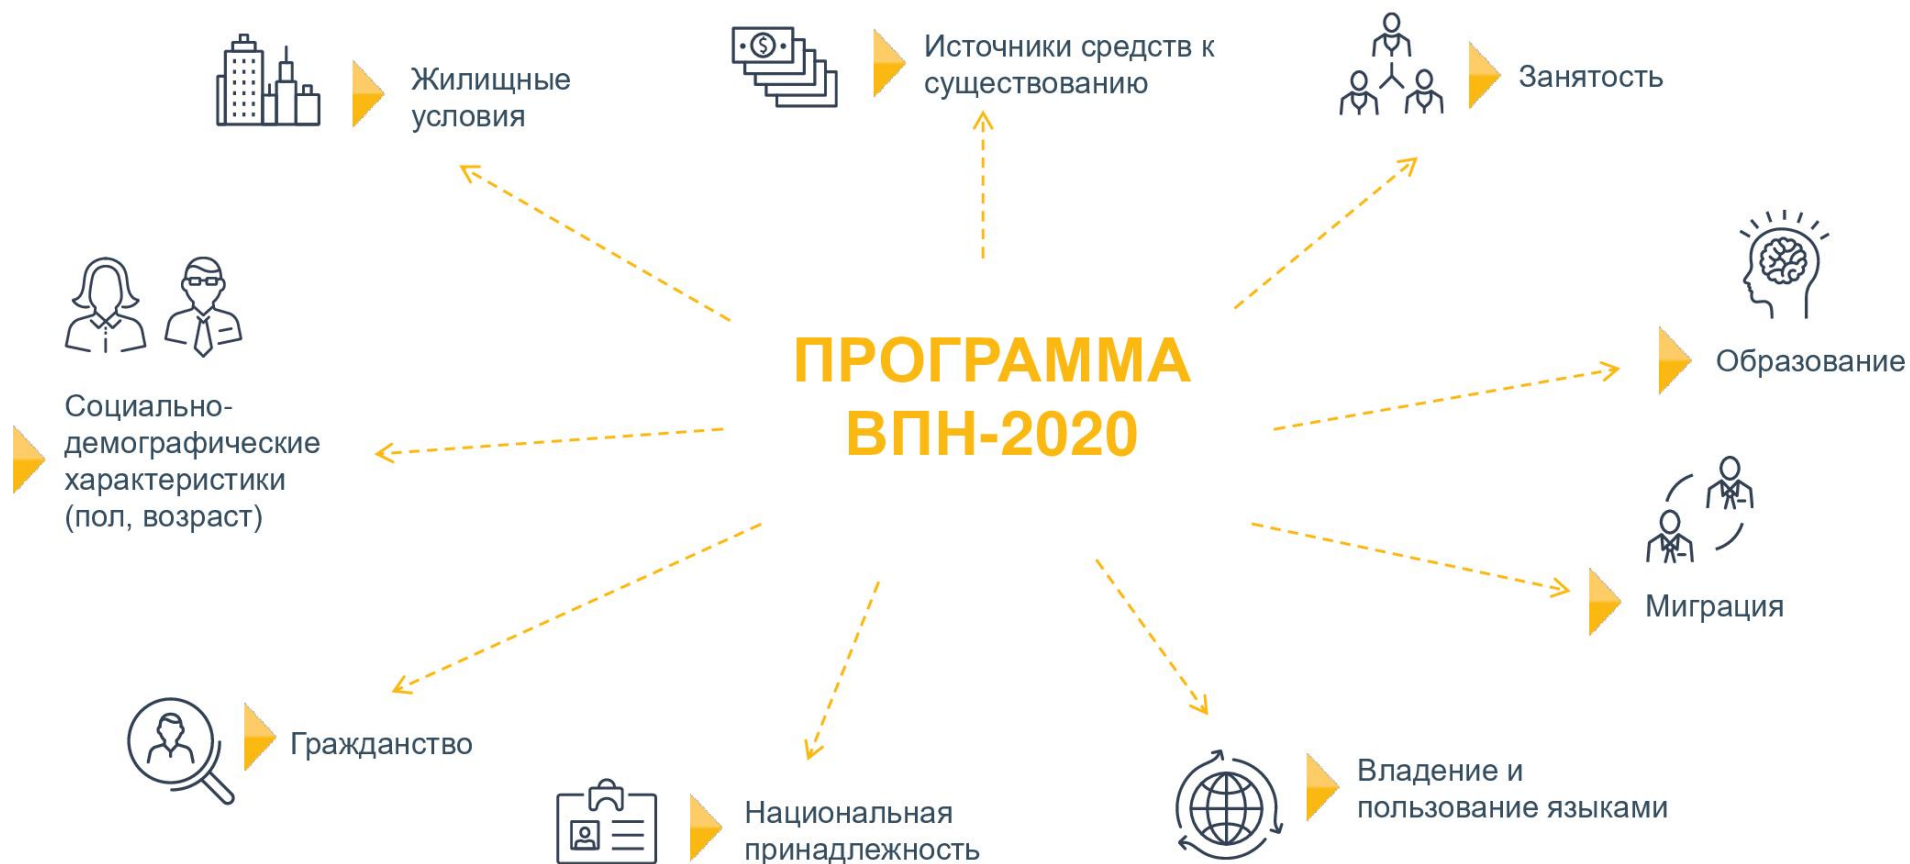 Жилищные
условия
Источники средств к
существованию
Занятость
Образование
ПРОГРАММА
ВПН-2020
Социально-
демографические
характеристики
(пол, возраст)
Миграция
Гражданство
Национальная
принадлежность
Владение и
пользование языками